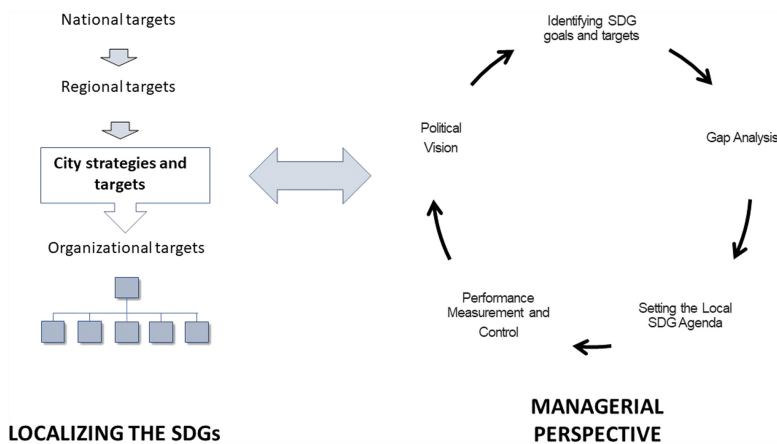 National targets
Regional targets
City strategies and
targets
Organizational targets
LOCALIZING THE SDGs
Identifying SDG
goals and targets
Gap Analysis
Setting the Local
SDG Agenda
Performance
Measurement and
Control
Political
Vision
MANAGERIAL
PERSPECTIVE